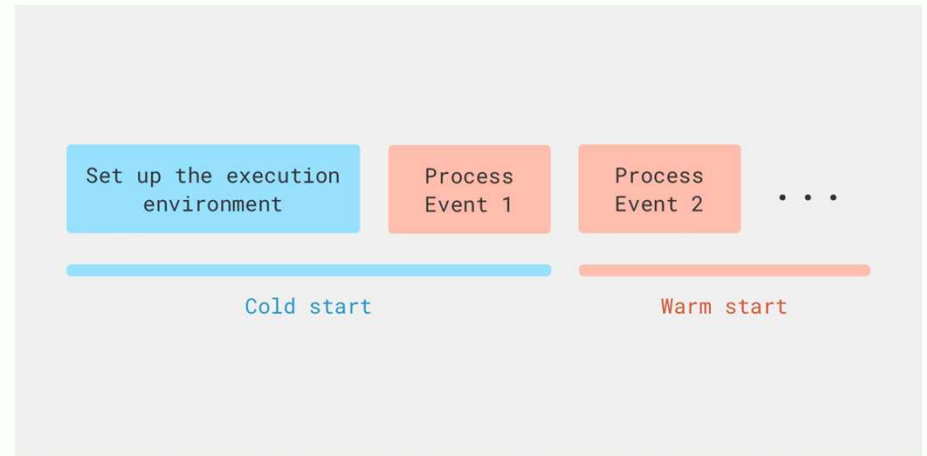 Set up the execution
environment
Process
Event 1
Process
Event 2
...
Cold start
Warm start